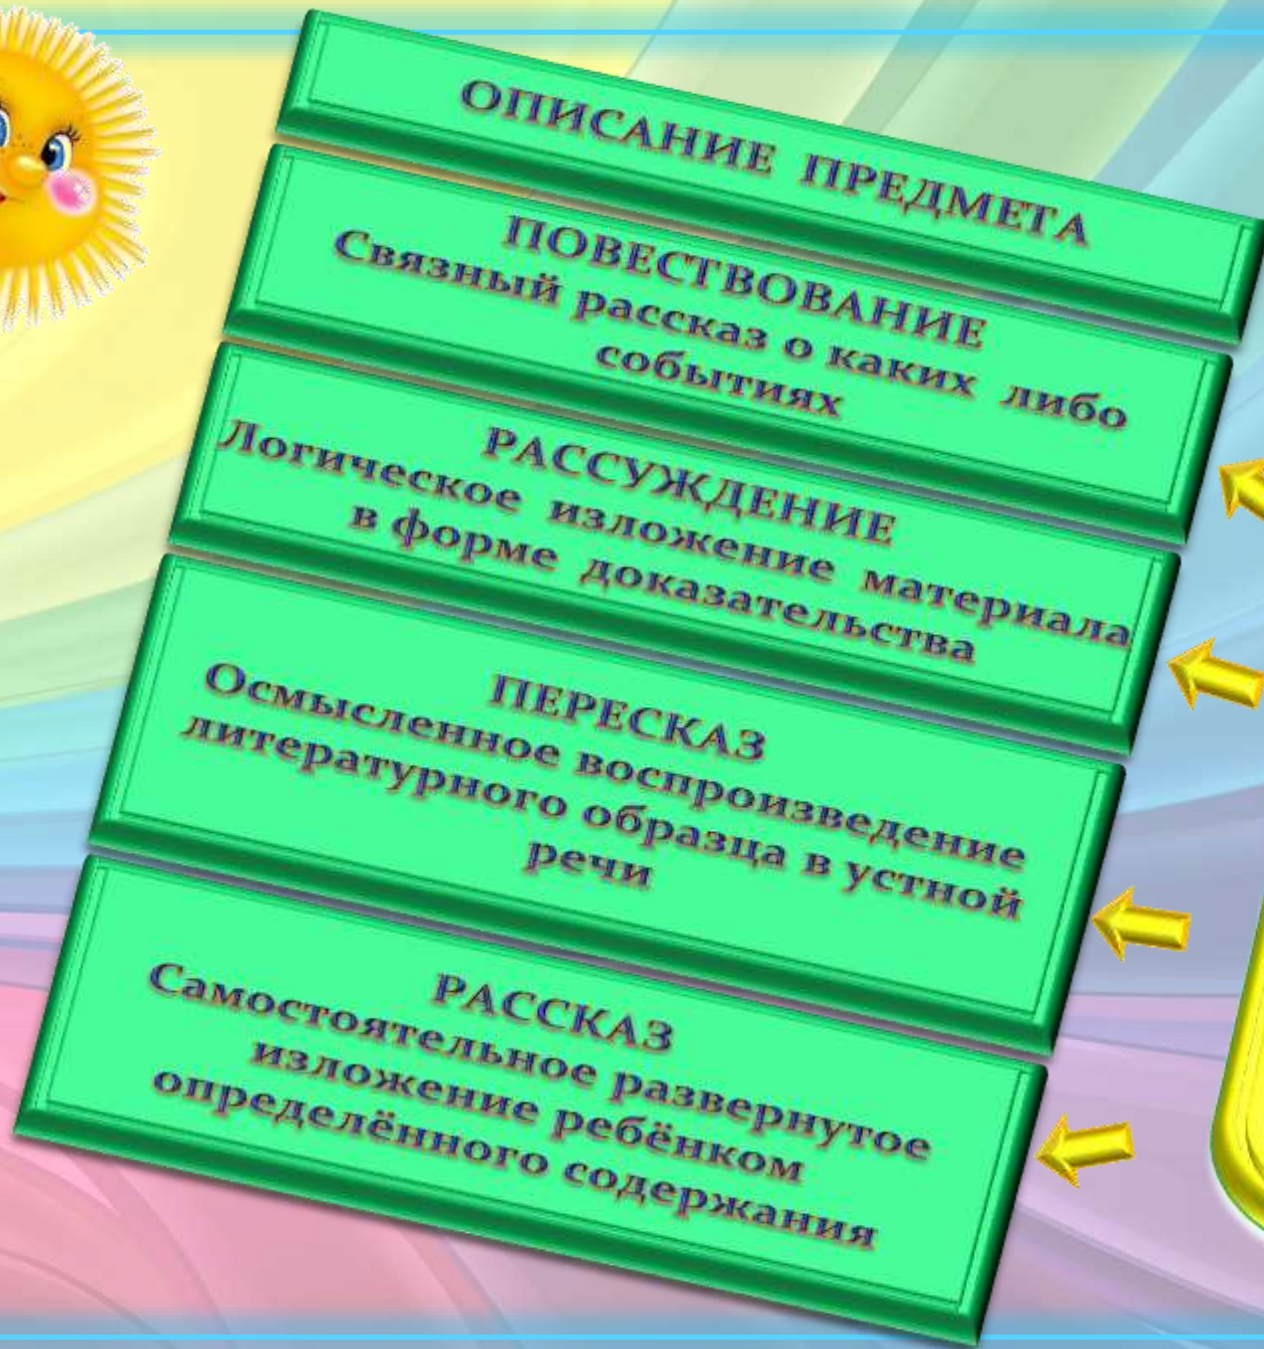 ОПИСАНИЕ ПРЕДМЕТА
ПОВЕСТВОВАНИЕ
Связный рассказ о каких либо
событиях
РАССУЖДЕНИЕ
Логическое изложение материала
в форме доказательства
ПЕРЕСКАЗ
Осмысленное воспроизведение
литературного образца в устной
речи
РАССКАЗ
Самостоятельное развернутое
изложение ребёнком
определённого содержания